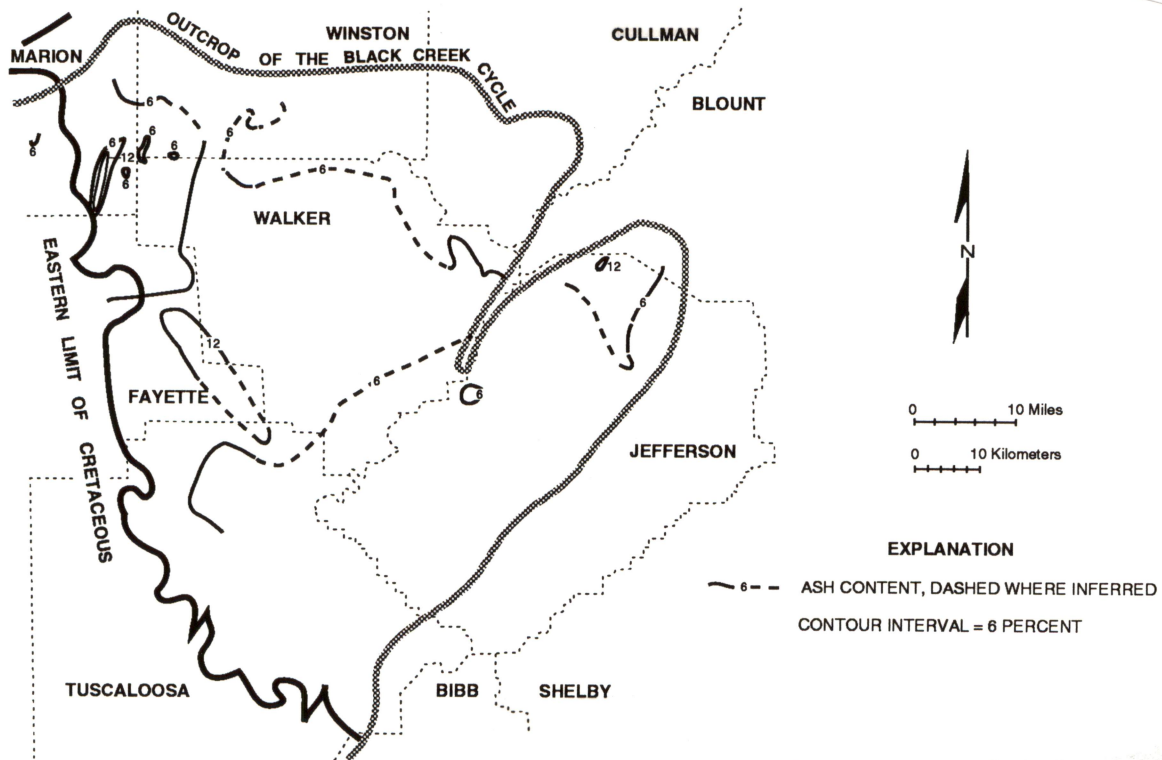 MARION
OUTCROP OF THE BLACK CREEK CYCLE
WINSTON
CULLMAN
BLOUNT
6
6
6
6
6
6
12
6
6
WALKER
N
EASTERN LIMIT OF CRETACEOUS
12
6
12
6
6
FAYETTE
JEFFERSON
0 10 Miles
0 10 Kilometers
EXPLANATION
6 ASH CONTENT, DASHED WHERE INFERRED
CONTOUR INTERVAL = 6 PERCENT
TUSCALOOSA
BIBB
SHELBY